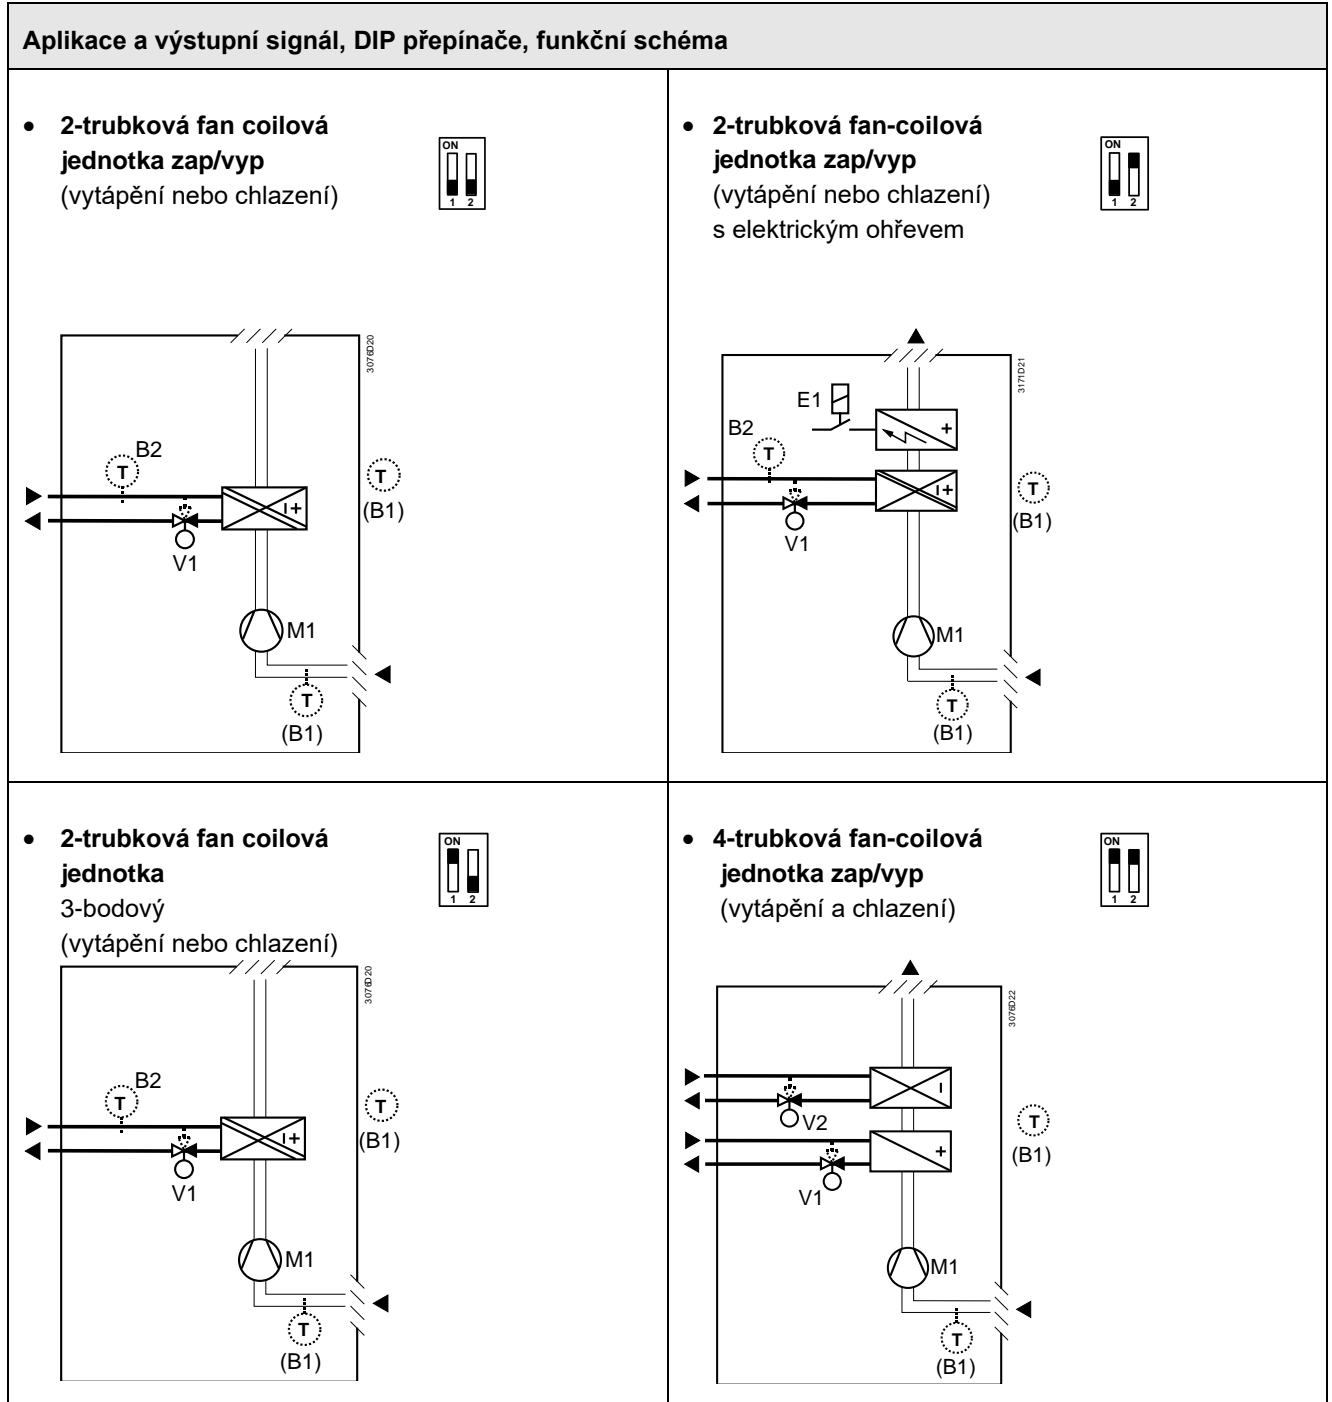 Aplikace a výstupní signál, DIP přepínače, funkční schéma
• 2-trubková fan coilová
jednotka zap/vyp
(vytápění nebo chlazení)
ON
1 2
3076D20
B2
T
T
(B1)
V1
M1
T
(B1)
• 2-trubková fan-coilová
jednotka zap/vyp
(vytápění nebo chlazení)
s elektrickým ohřevem
ON
1 2
3171D21
E1
B2
T
T
(B1)
V1
M1
T
(B1)
• 2-trubková fan coilová
jednotka
3-bodový
(vytápění nebo chlazení)
ON
1 2
3076D20
B2
T
T
(B1)
V1
M1
T
(B1)
• 4-trubková fan-coilová
jednotka zap/vyp
(vytápění a chlazení)
ON
1 2
3076D22
V2
T
(B1)
V1
M1
T
(B1)